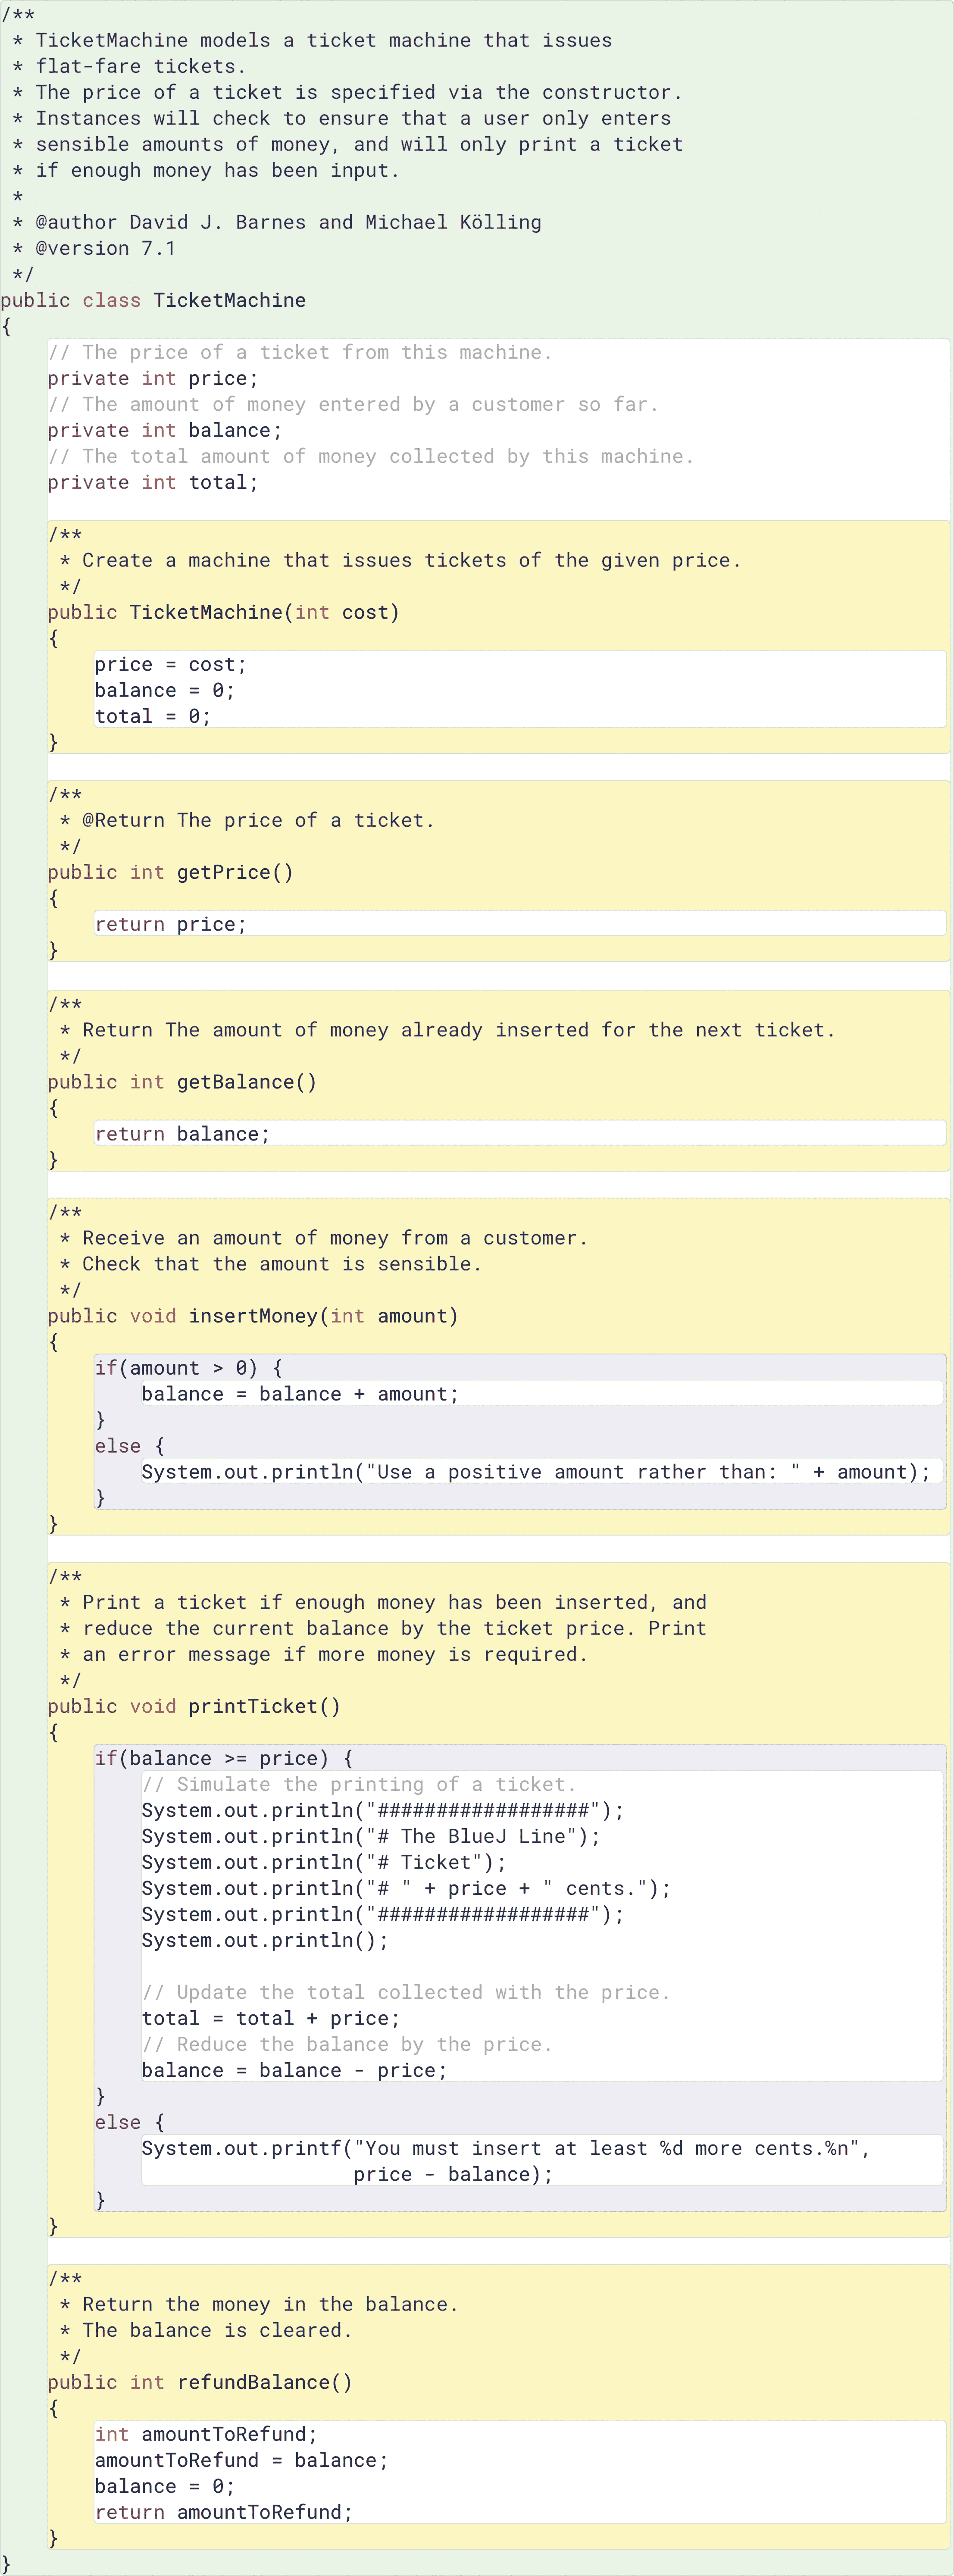 /**
 * TicketMachine models a ticket machine that issues
 * flat-fare tickets.
 * The price of a ticket is specified via the constructor.
 * Instances will check to ensure that a user only enters
 * sensible amounts of money, and will only print a ticket
 * if enough money has been input.
 *
 * @author David J. Barnes and Michael Kölling
 * @version 7.1
 */
public class TicketMachine
{
    // The price of a ticket from this machine.
    private int price;
    // The amount of money entered by a customer so far.
    private int balance;
    // The total amount of money collected by this machine.
    private int total;

    /**
     * Create a machine that issues tickets of the given price.
     */
    public TicketMachine(int cost)
    {
        price = cost;
        balance = 0;
        total = 0;
    }

    /**
     * @Return The price of a ticket.
     */
    public int getPrice()
    {
        return price;
    }

    /**
     * Return The amount of money already inserted for the next ticket.
     */
    public int getBalance()
    {
        return balance;
    }

    /**
     * Receive an amount of money from a customer.
     * Check that the amount is sensible.
     */
    public void insertMoney(int amount)
    {
        if(amount > 0) {
            balance = balance + amount;
        }
        else {
            System.out.println("Use a positive amount rather than: " + amount);
        }
    }

    /**
     * Print a ticket if enough money has been inserted, and
     * reduce the current balance by the ticket price. Print
     * an error message if more money is required.
     */
    public void printTicket()
    {
        if(balance >= price) {
            // Simulate the printing of a ticket.
            System.out.println("##################");
            System.out.println("# The BlueJ Line");
            System.out.println("# Ticket");
            System.out.println("# " + price + " cents.");
            System.out.println("##################");
            System.out.println();

            // Update the total collected with the price.
            total = total + price;
            // Reduce the balance by the price.
            balance = balance - price;
        }
        else {
            System.out.printf("You must insert at least %d more cents.%n",
                              price - balance);
        }
    }

    /**
     * Return the money in the balance.
     * The balance is cleared.
     */
    public int refundBalance()
    {
        int amountToRefund;
        amountToRefund = balance;
        balance = 0;
        return amountToRefund;
    }
}